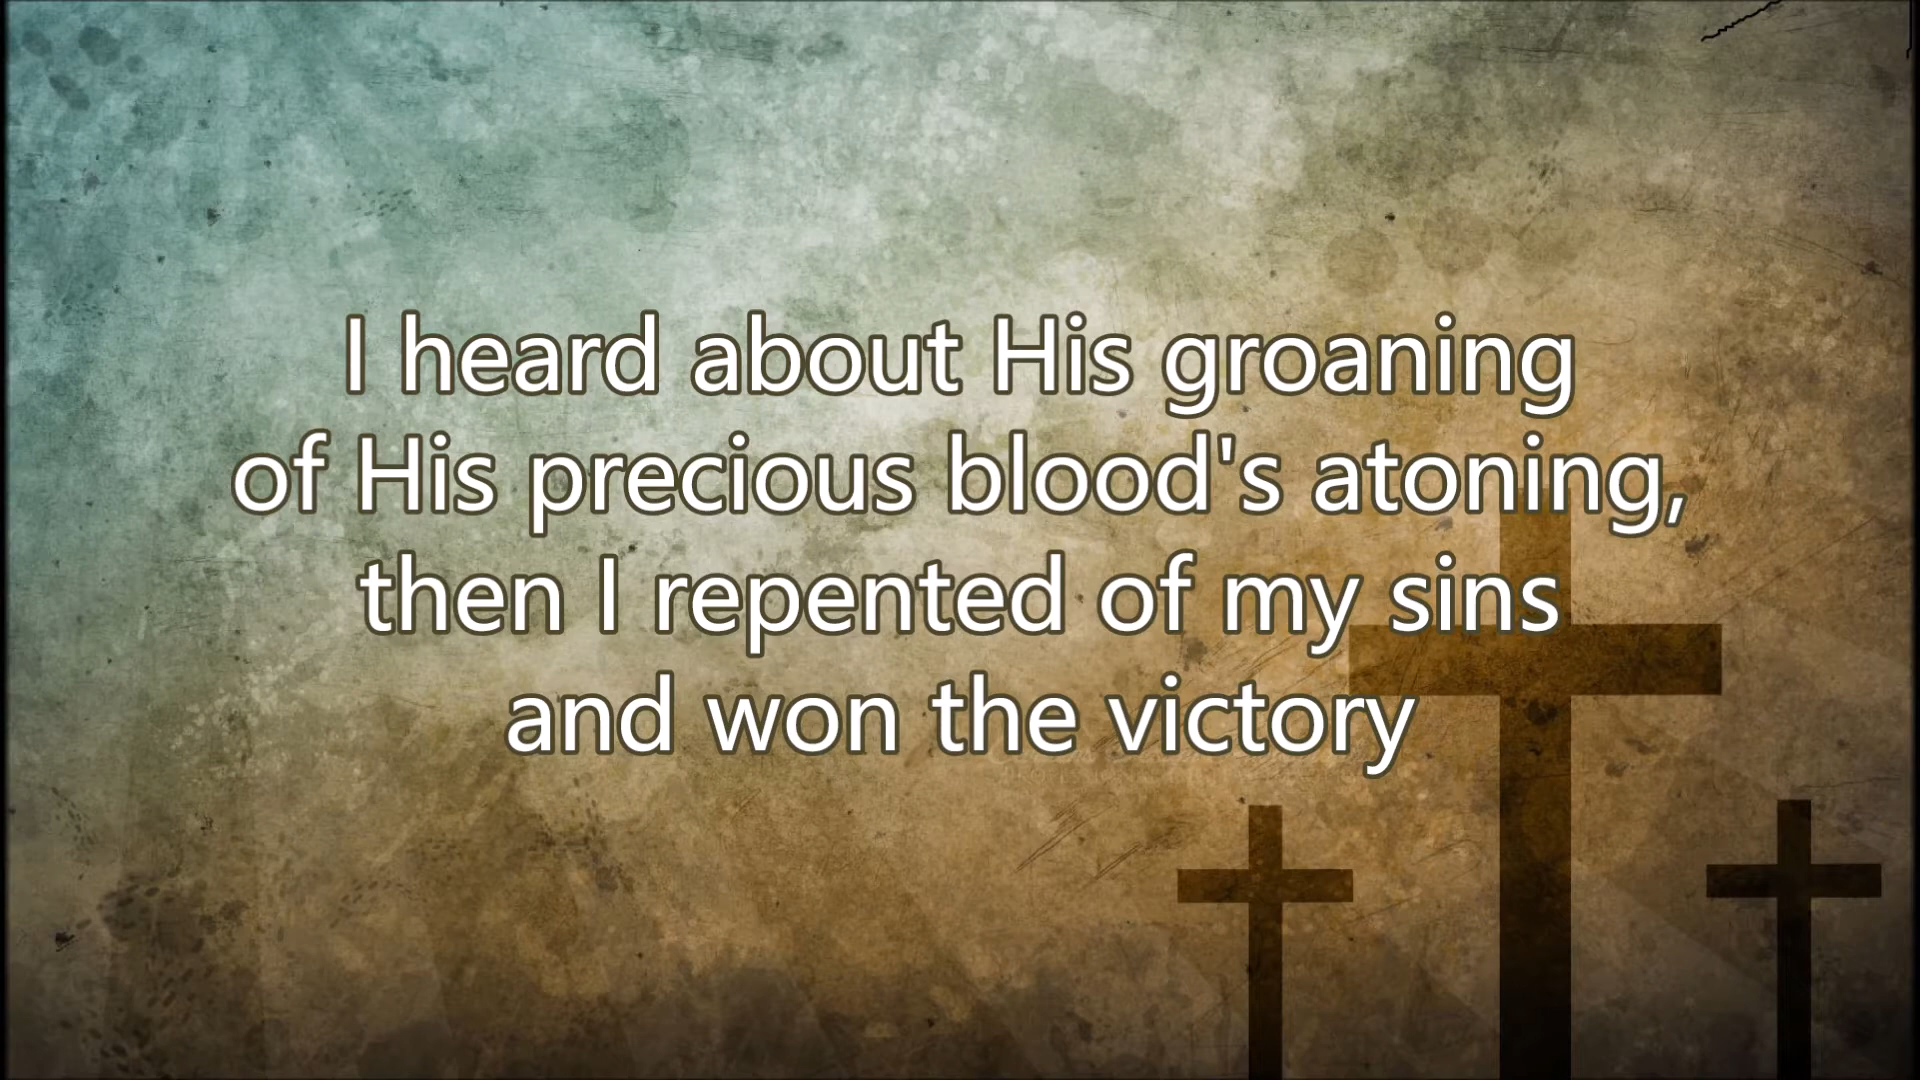 I heard about His groaning
of His precious blood's atoning,
then I repented of my sins
and won the victory